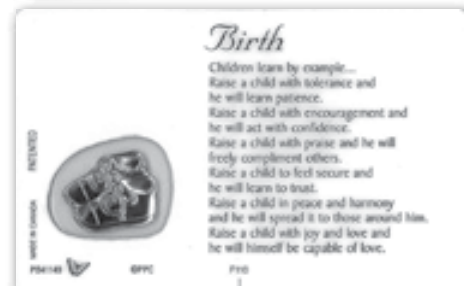 Birth
Children learn by example...
Raise a child with tolerance and
he will learn patience.
Raise a child with encouragement and
he will act with confidence.
Raise a child with praise and he will
freely compliment others.
Raise a child to feel secure and
he will learn to trust.
Raise a child in peace and harmony
and he will spread it to those around him.
Raise a child with joy and love and
he will himself be capable of love.
PATENTED
MADE IN CANADA
©PPC